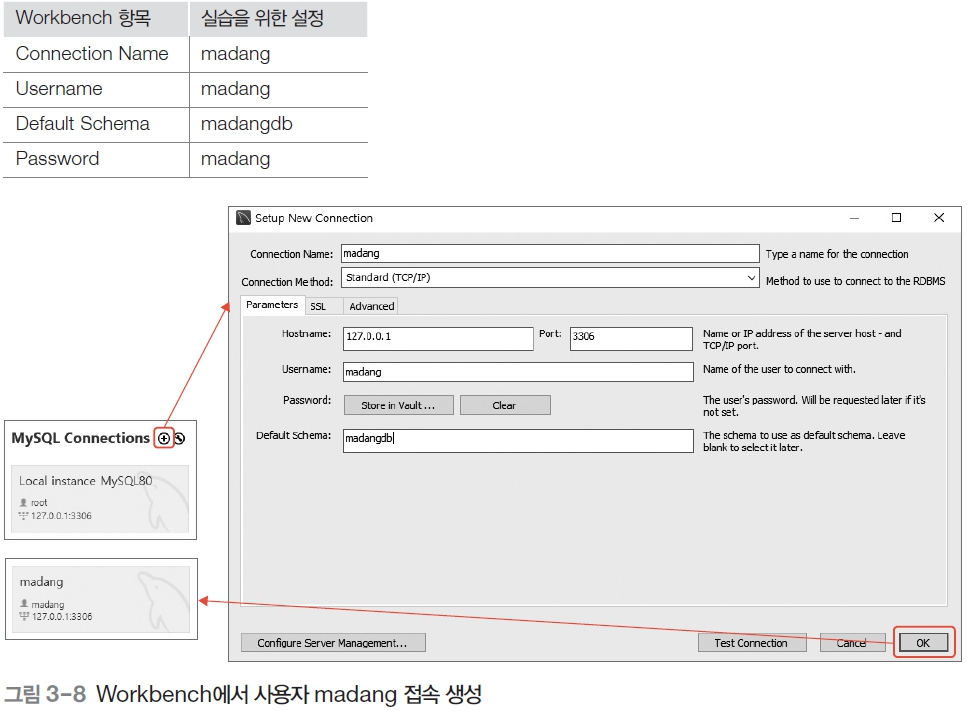 Workbench 항목 실습을 위한 설정
Connection Name madang
Username madang
Default Schema madangdb
Password madang
Setup New Connection
Connection Name: madang Type a name for the connection
Connection Method: Standard (TCP/IP) Method to use to connect to the RDBMS
Parameters SSL Advanced
Hostname: 127.0.0.1 Port: 3306 Name or IP address of the server host - and
TCP/IP port.
Username: madang Name of the user to connect with.
Password: Store in Vault ... Clear The user's password. Will be requested later if it's
not set.
Default Schema: madangdb The schema to use as default schema. Leave
blank to select it later.
MySQL Connections
Local instance MySQL80
root
127.0.0.1:3306
madang
madang
127.0.0.1:3306
Configure Server Management... Test Connection Cancel OK
그림 3-8 Workbench에서 사용자 madang 접속 생성